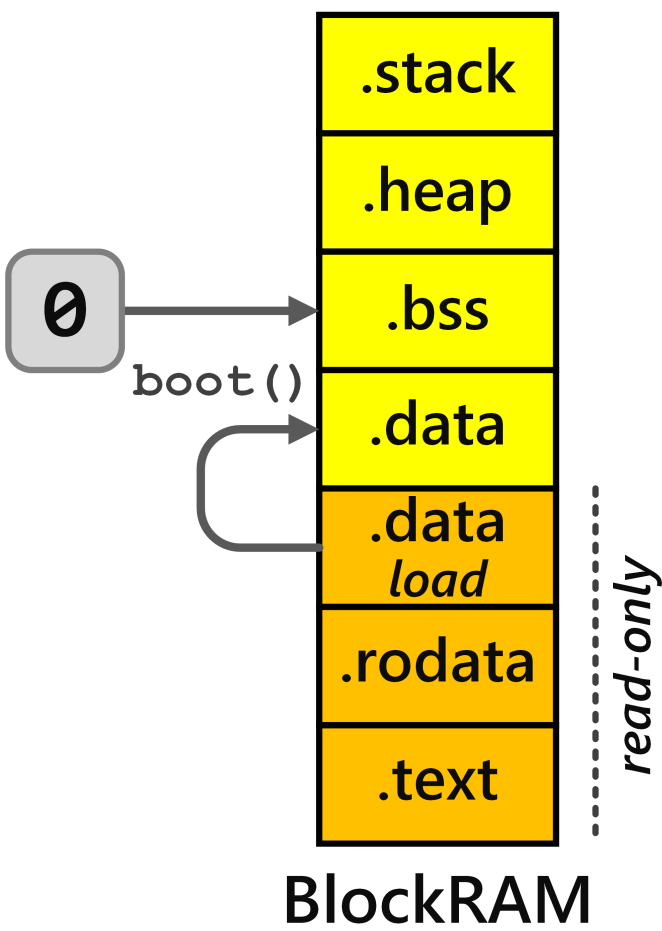 .stack
.heap
0
.bss
boot()
.data
.data
load
.rodata
read-only
.text
BlockRAM